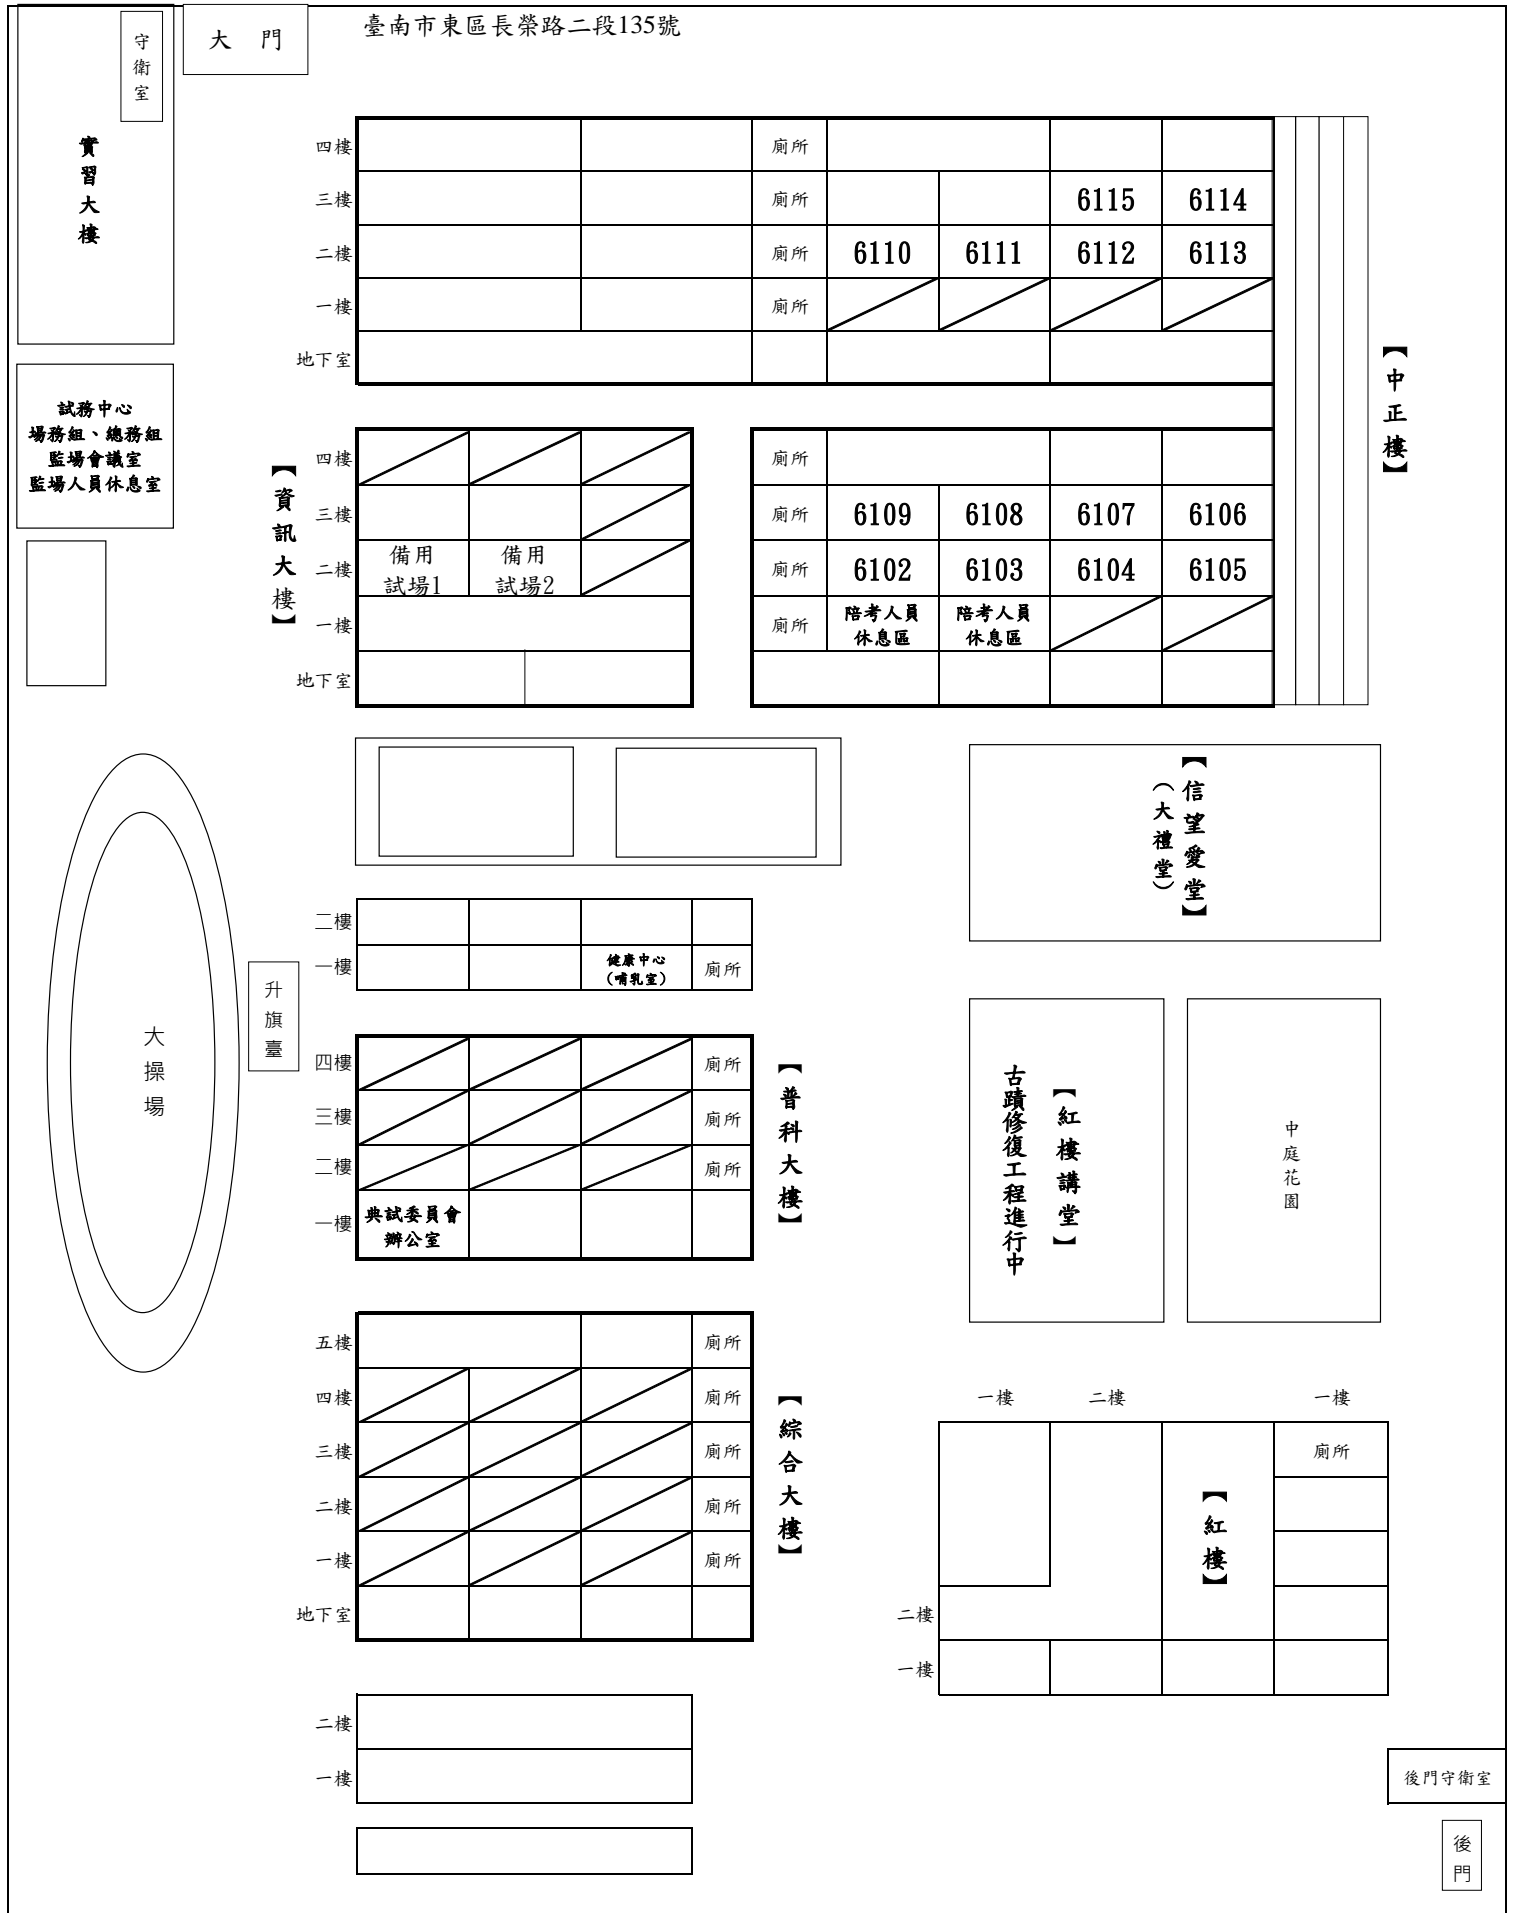 臺南市東區長榮路二段135號
大門
守衛室
實習大樓
四樓 廁所
三樓 廁所 6115 6114
二樓 廁所 6110 6111 6112 6113
一樓 廁所
地下室
【中正樓】
試務中心
場務組、總務組
監場會議室
監場人員休息室
【資訊大樓】
四樓
三樓
二樓 備用試場1 備用試場2
一樓
地下室
廁所
廁所 6109 6108 6107 6106
廁所 6102 6103 6104 6105
廁所 陪考人員休息區 陪考人員休息區
【信望愛堂】
(大禮堂)
二樓
一樓 健康中心(哺乳室) 廁所
升旗臺
大操場
四樓 廁所
三樓 廁所
二樓 廁所
一樓 典試委員會辦公室
【普科大樓】
【紅樓講堂】
古蹟修復工程進行中
中庭花園
五樓 廁所
四樓 廁所
三樓 廁所
二樓 廁所
一樓 廁所
地下室
【綜合大樓】
一樓 二樓 一樓
廁所
【紅樓】
二樓
一樓
二樓
一樓
後門守衛室
後門